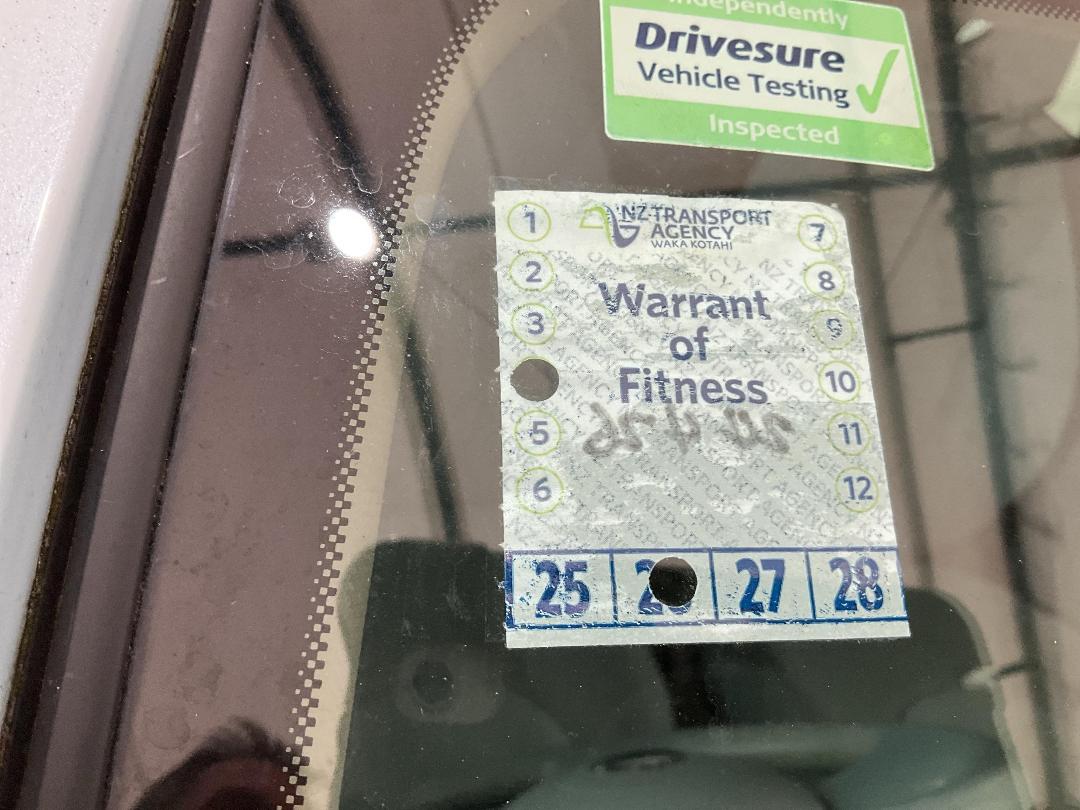 Independently
Drivesure
Vehicle Testing
Inspected
NZ TRANSPORT
AGENCY
WAKA KOTAHI
1
2
3
5
6
7
8
9
10
11
12
Warrant
of
Fitness
25 26 27 28